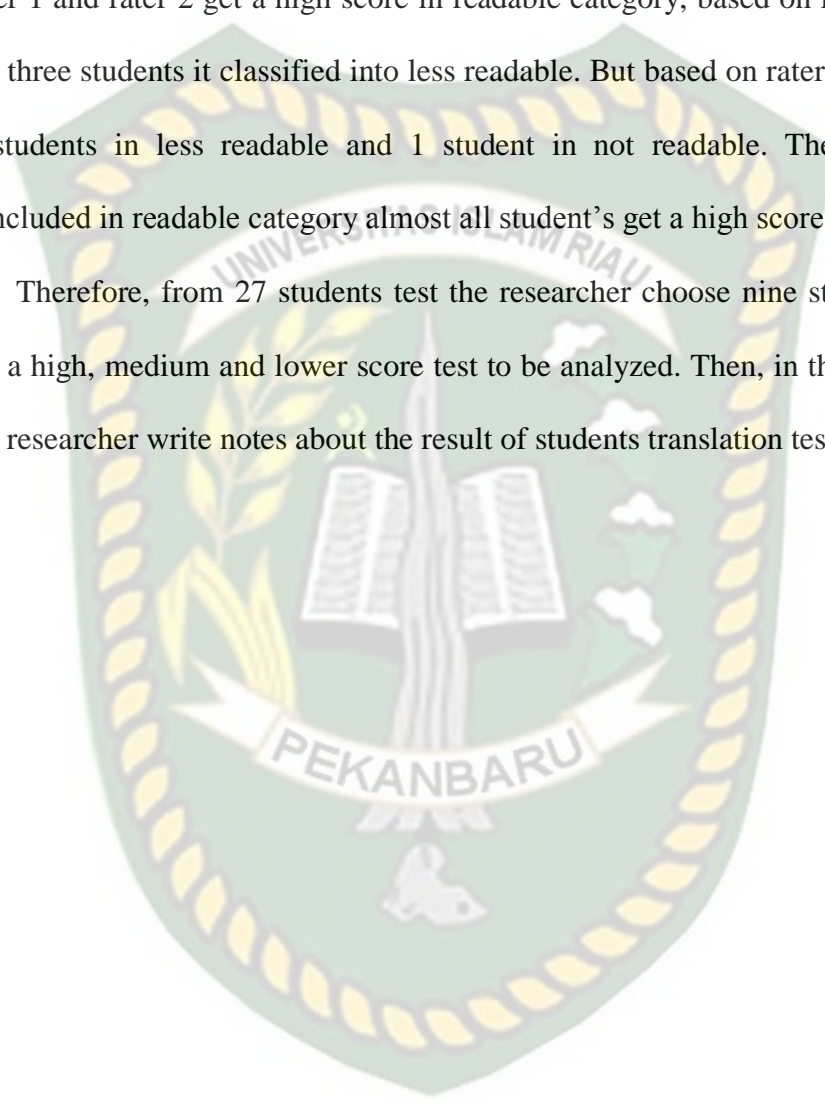 er 1 and rater 2 get a high score in readable category, based on
three students it classified into less readable. But based on rater
students in less readable and 1 student in not readable. The
ncluded in readable category almost all student's get a high score
Therefore, from 27 students test the researcher choose nine st
a high, medium and lower score test to be analyzed. Then, in th
researcher write notes about the result of students translation tes
UNIVERSITAS ISLAM RIAU
PEKANBARU